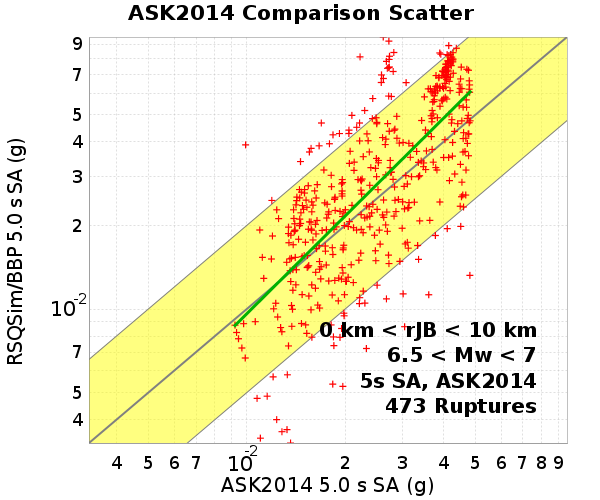 ASK2014 Comparison Scatter
RSQSim/BBP 5.0 s SA (g)
9
7
5
4
3
2
10-2
7
5
4
0 km < rJB < 10 km
6.5 < Mw < 7
5s SA, ASK2014
473 Ruptures
4 5 6 7 10-2 2 3 4 5 6 7 8 9
ASK2014 5.0 s SA (g)